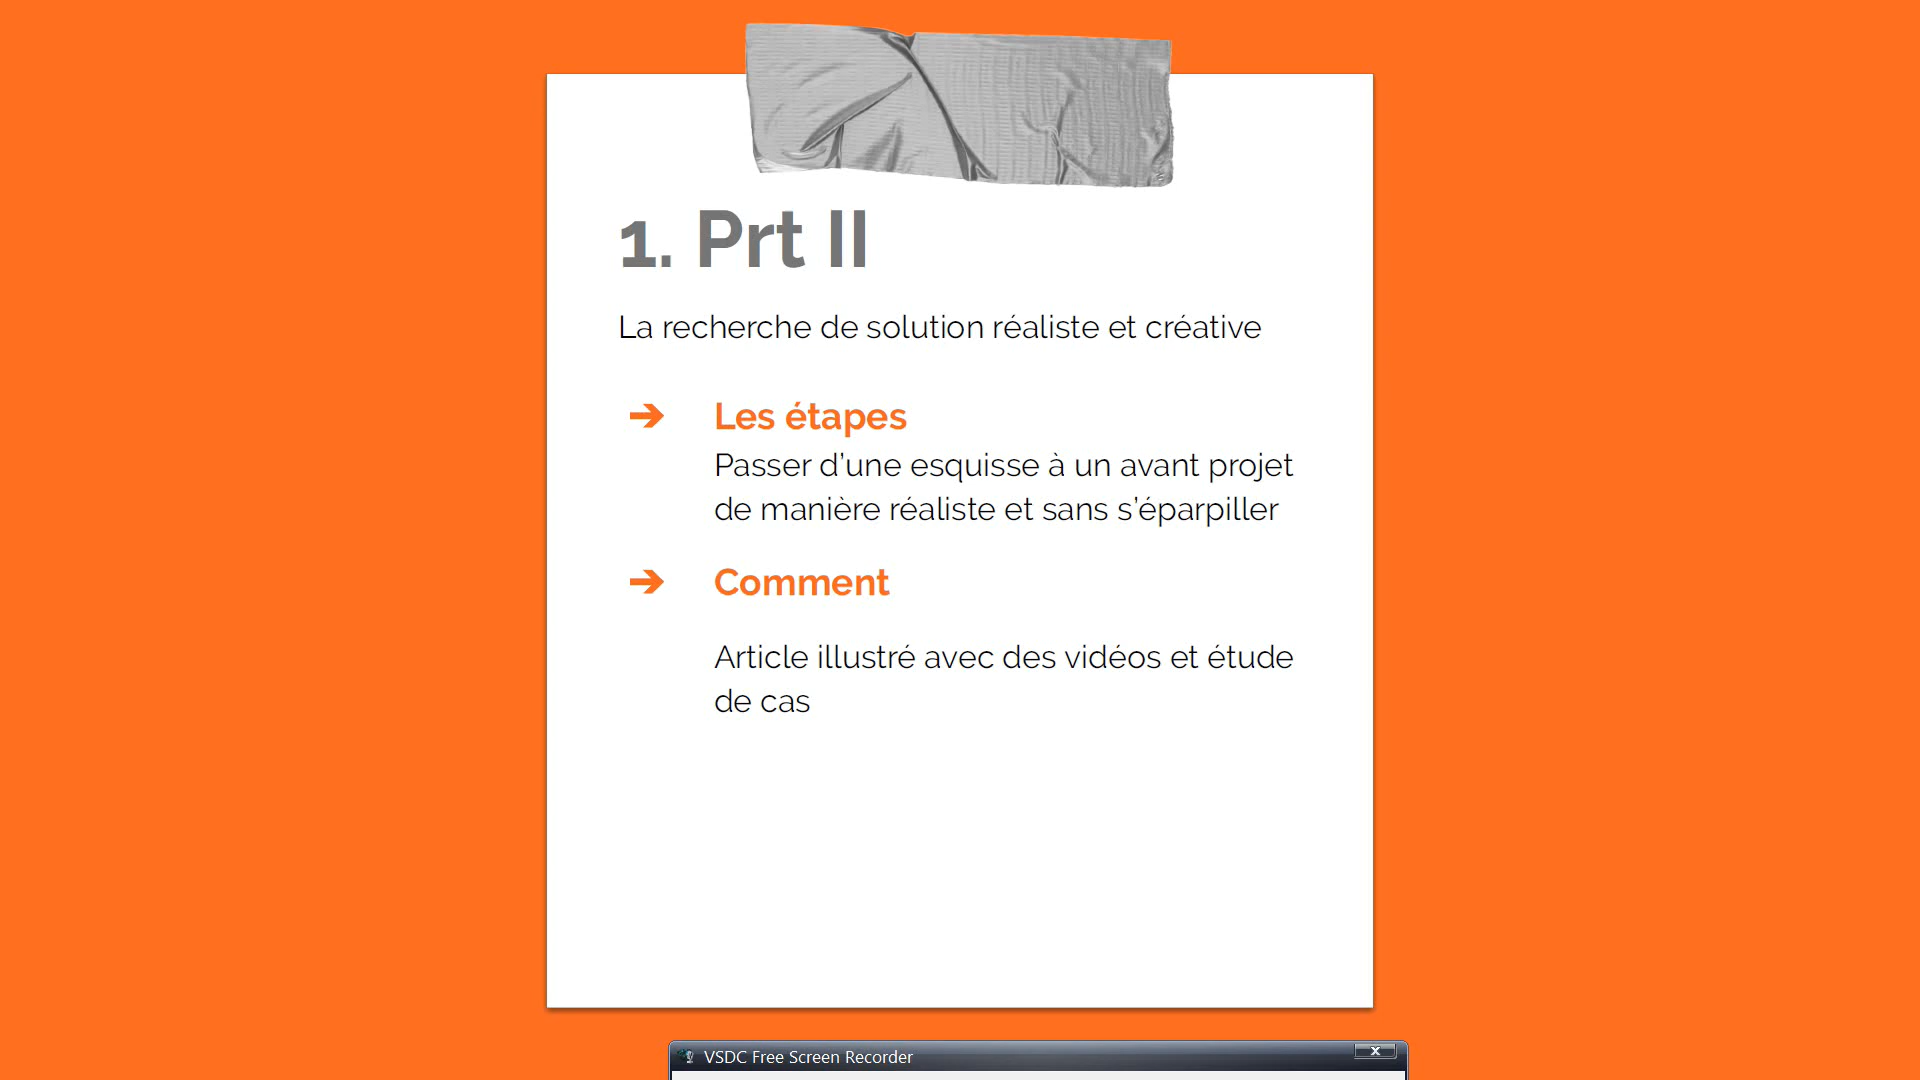 1. Prt II
La recherche de solution réaliste et créative
➔ Les étapes
Passer d’une esquisse à un avant projet
de manière réaliste et sans s’éparpiller
➔ Comment
Article illustré avec des vidéos et étude
de cas
VSDC Free Screen Recorder